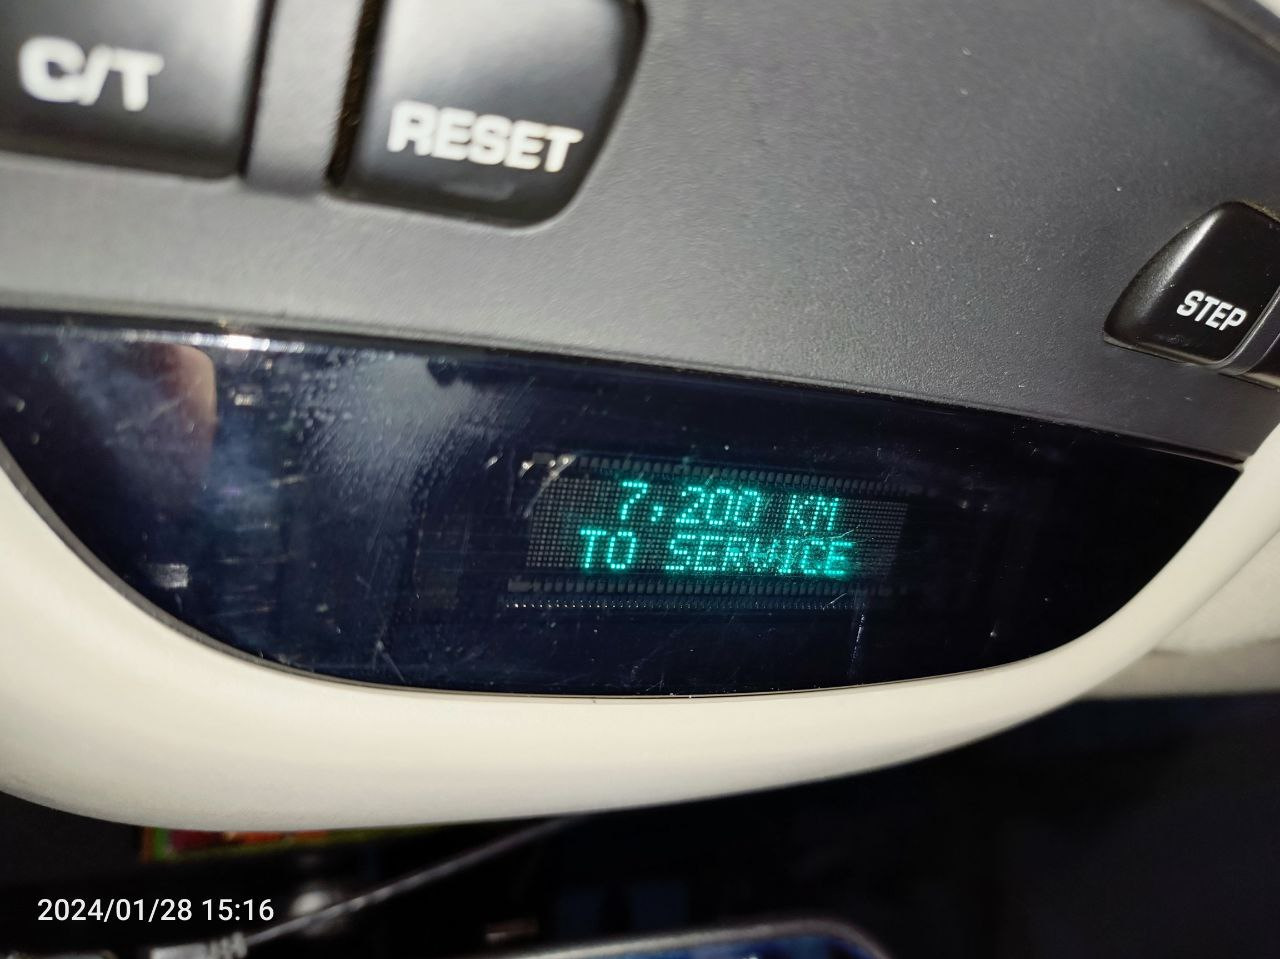 C/T
RESET
STEP
7,200 KM
TO SERVICE
2024/01/28 15:16